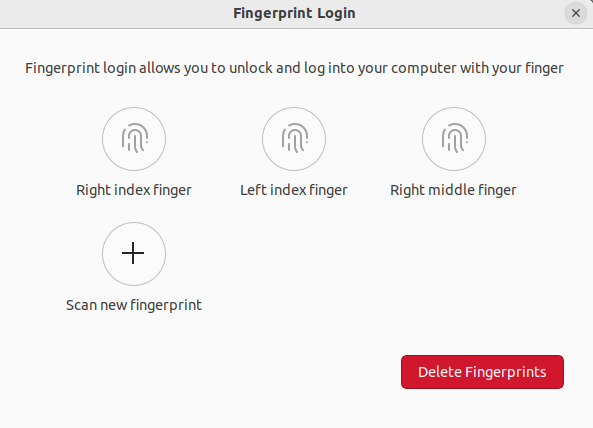 Fingerprint Login
Fingerprint login allows you to unlock and log into your computer with your finger
Right index finger
Left index finger
Right middle finger
Scan new fingerprint
Delete Fingerprints